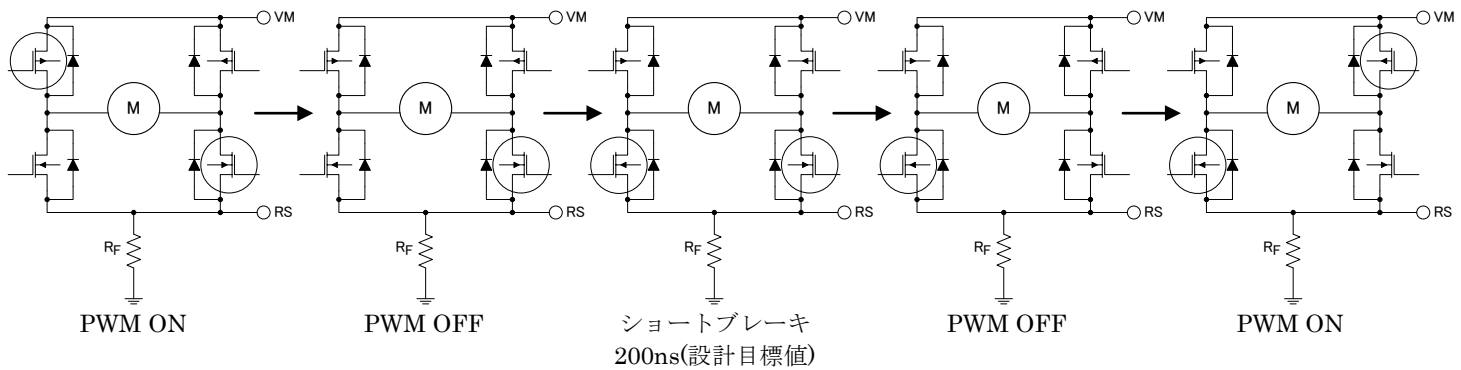 VM
VM
VM
VM
VM
M
M
M
M
M
RS
RS
RS
RS
RS
RF
RF
RF
RF
RF
PWM ON
PWM OFF
ショートブレーキ
200ns(設計目標値)
PWM OFF
PWM ON